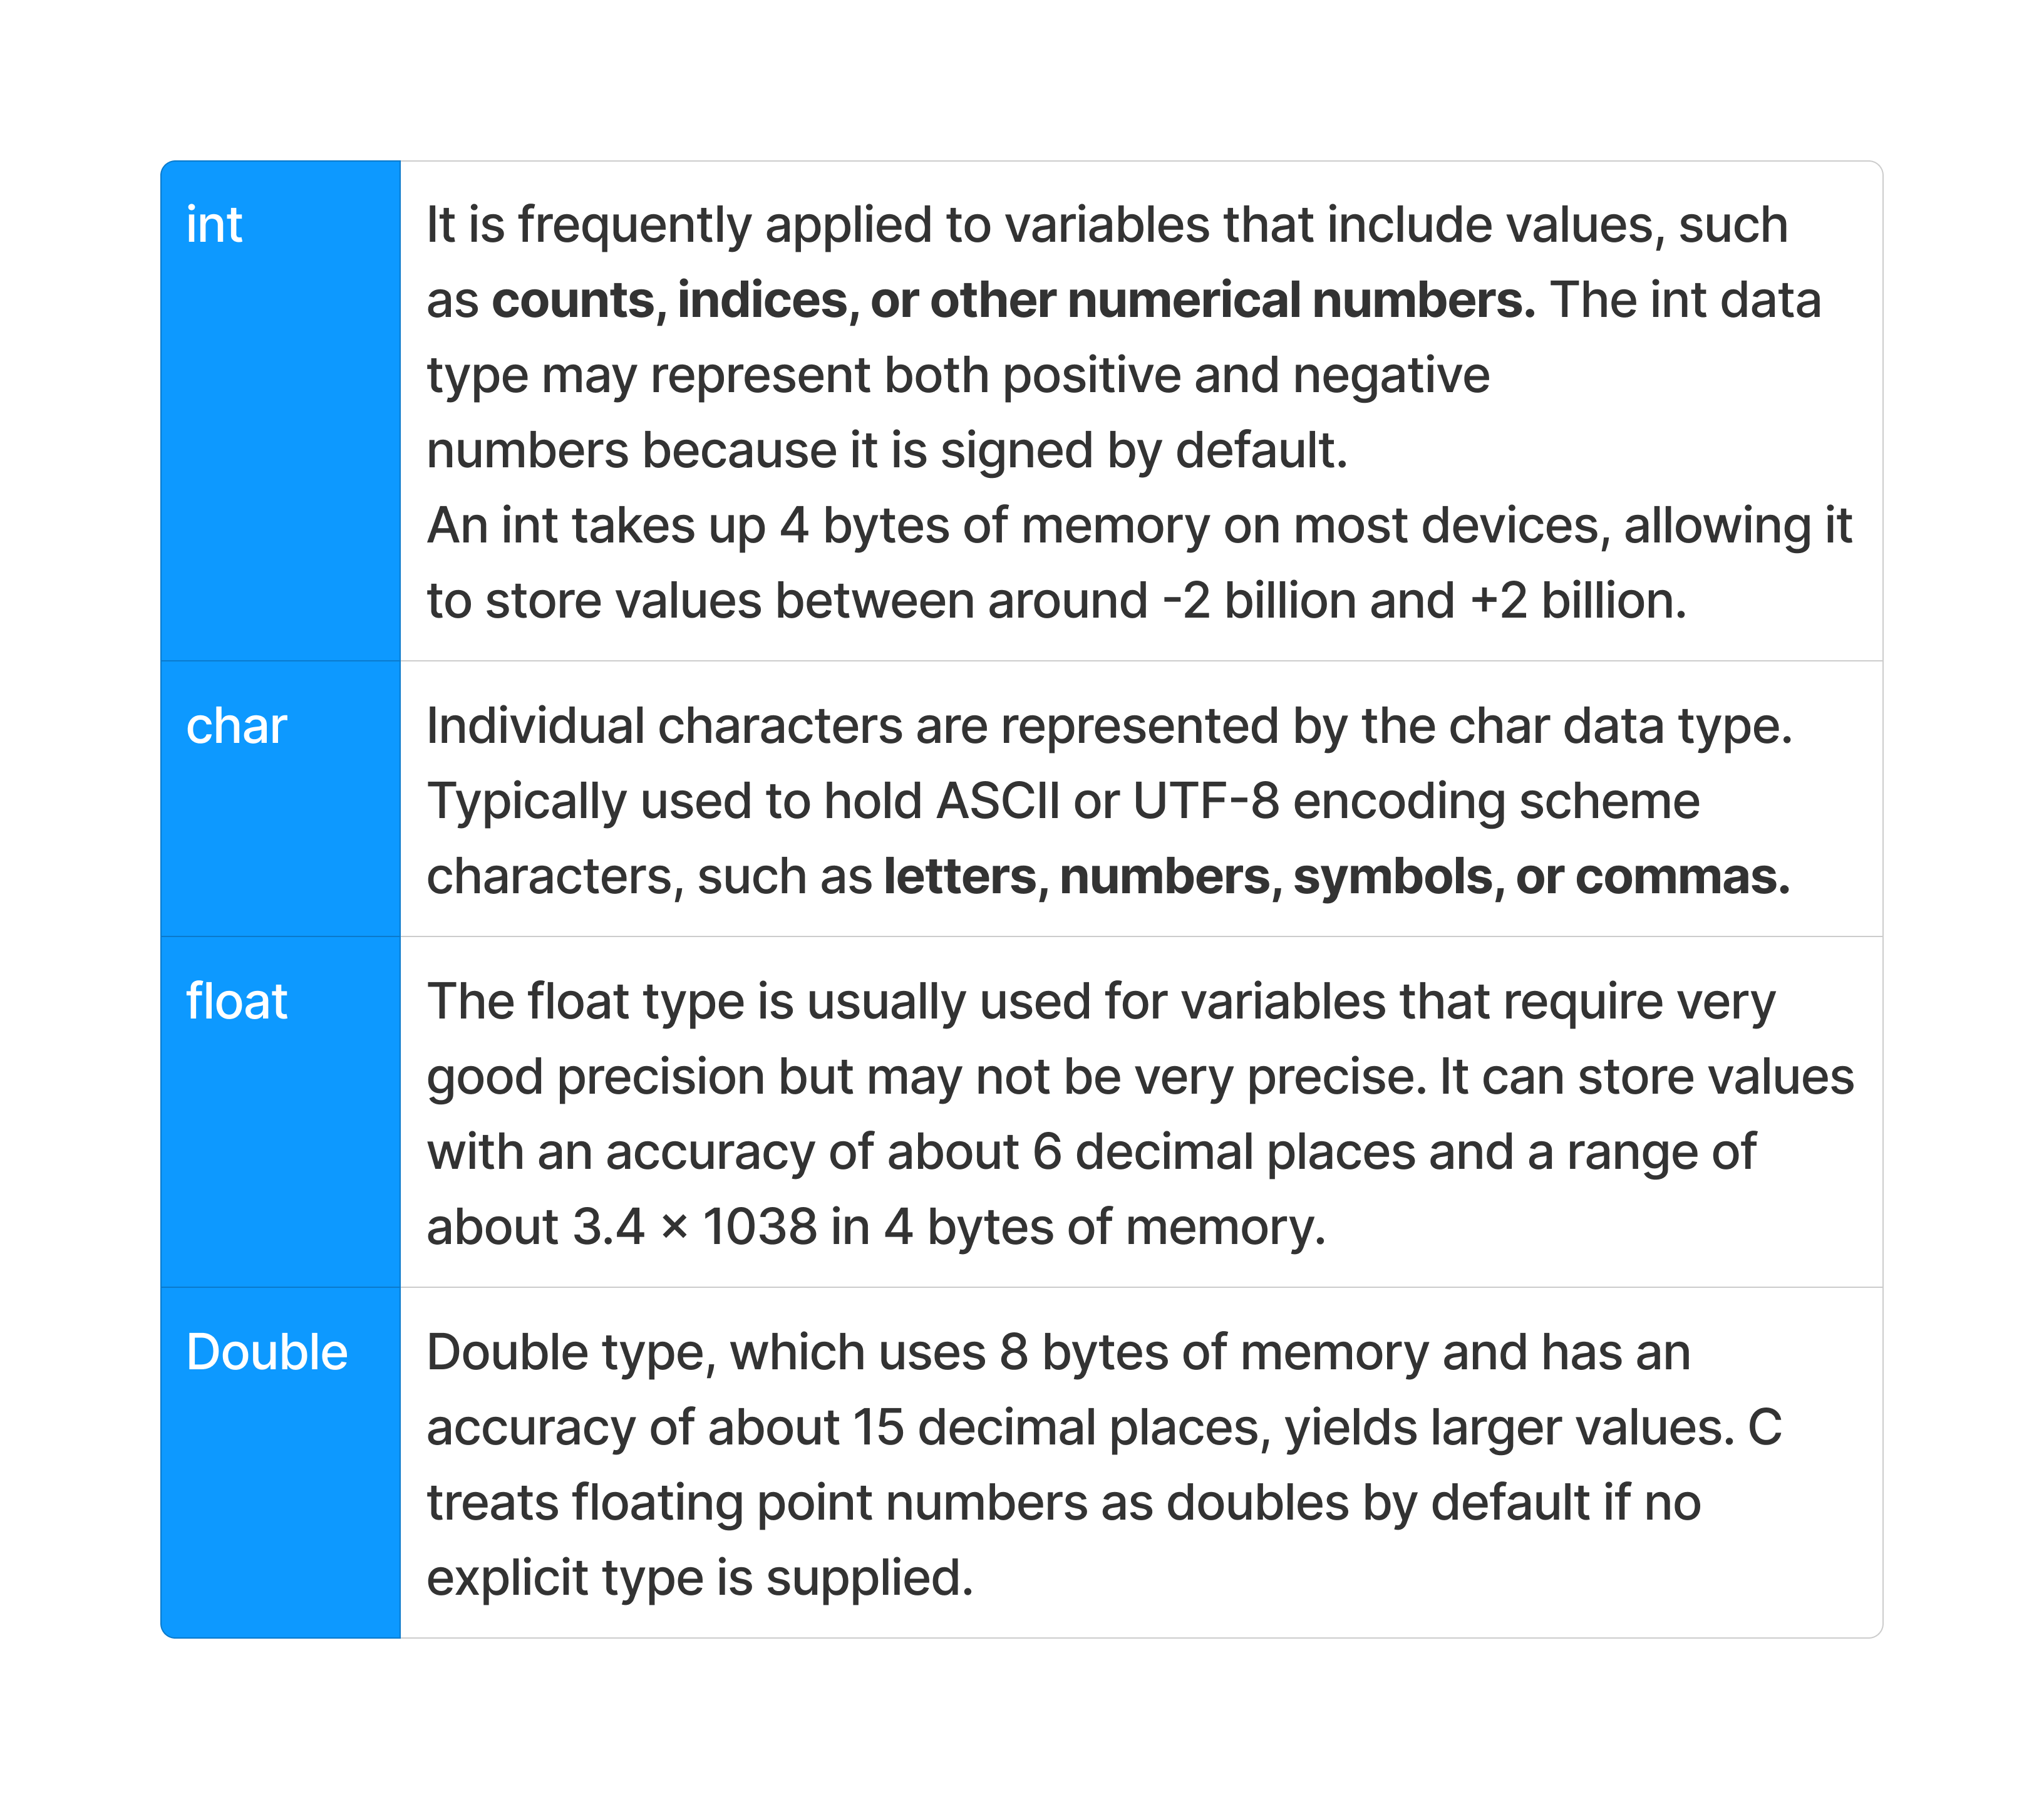 int
It is frequently applied to variables that include values, such
as counts, indices, or other numerical numbers. The int data
type may represent both positive and negative
numbers because it is signed by default.
An int takes up 4 bytes of memory on most devices, allowing it
to store values between around -2 billion and +2 billion.
char
Individual characters are represented by the char data type.
Typically used to hold ASCII or UTF-8 encoding scheme
characters, such as letters, numbers, symbols, or commas.
float
The float type is usually used for variables that require very
good precision but may not be very precise. It can store values
with an accuracy of about 6 decimal places and a range of
about 3.4 × 1038 in 4 bytes of memory.
Double
Double type, which uses 8 bytes of memory and has an
accuracy of about 15 decimal places, yields larger values. C
treats floating point numbers as doubles by default if no
explicit type is supplied.